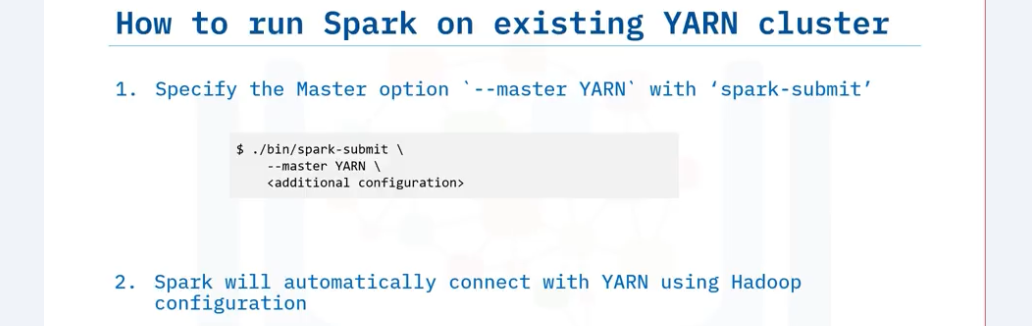 How to run Spark on existing YARN cluster
1. Specify the Master option `--master YARN` with ‘spark-submit’
$ ./bin/spark-submit \
--master YARN \
<additional configuration>
2. Spark will automatically connect with YARN using Hadoop
configuration